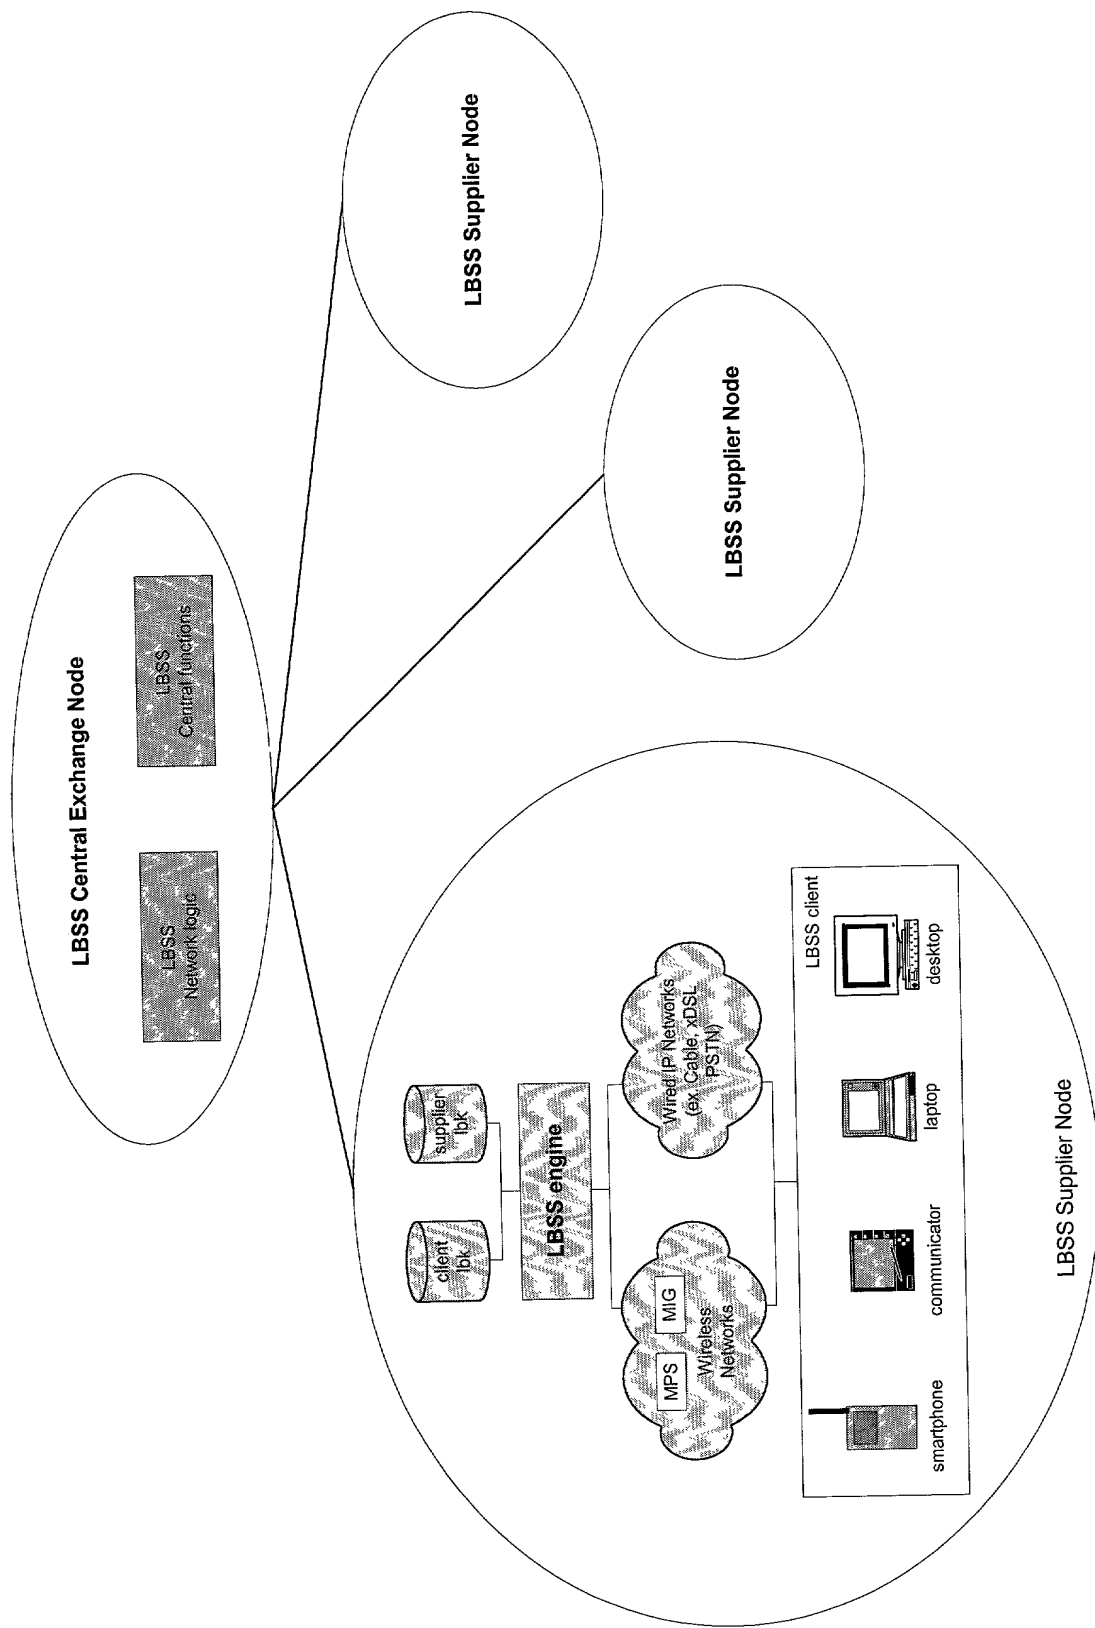 LBSS Central Exchange Node
LBSS
Network logic
LBSS
Central functions
LBSS Supplier Node
LBSS Supplier Node
client
lbk
supplier
lbk
LBSS engine
MPS
MIG
Wireless
Networks
Wired IP Networks
(ex. Cable, xDSL
PSTN)
LBSS client
smartphone
communicator
laptop
desktop
LBSS Supplier Node